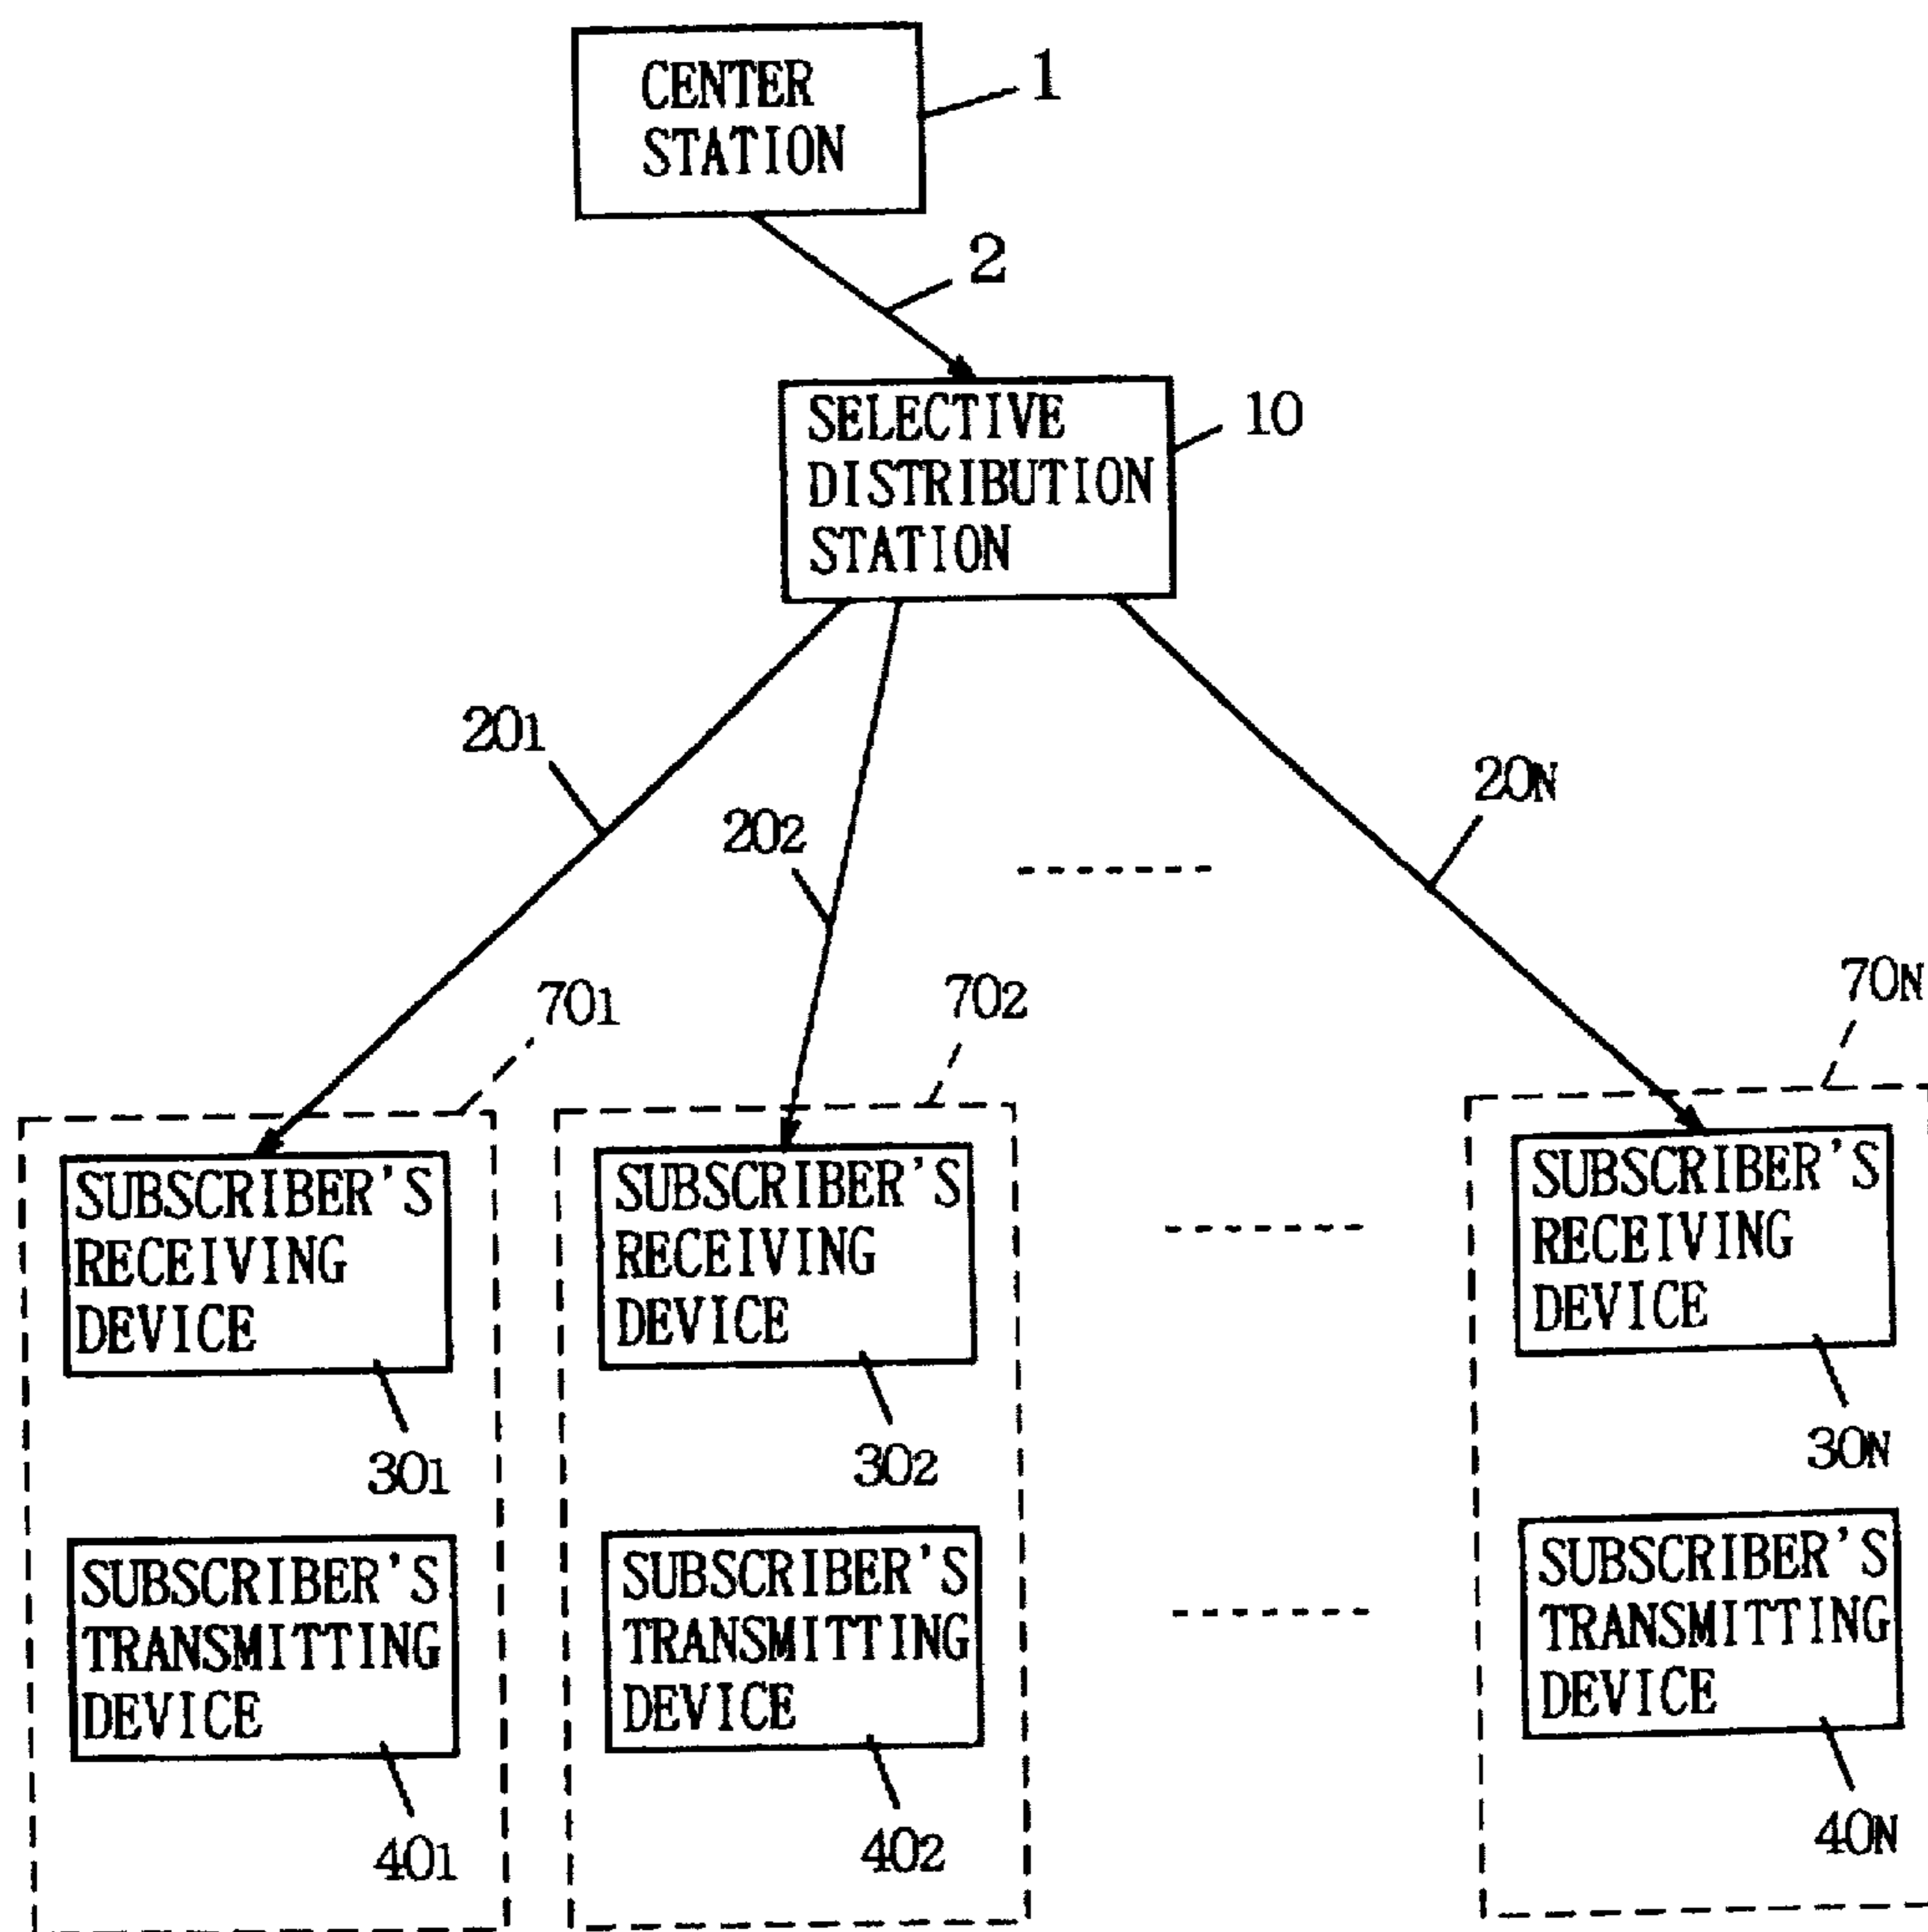 CENTER
STATION
1
2
SELECTIVE
DISTRIBUTION
STATION
10
201
202
20N
701
702
70N
SUBSCRIBER'S
RECEIVING
DEVICE
301
SUBSCRIBER'S
RECEIVING
DEVICE
302
SUBSCRIBER'S
RECEIVING
DEVICE
30N
SUBSCRIBER'S
TRANSMITTING
DEVICE
401
SUBSCRIBER'S
TRANSMITTING
DEVICE
402
SUBSCRIBER'S
TRANSMITTING
DEVICE
40N